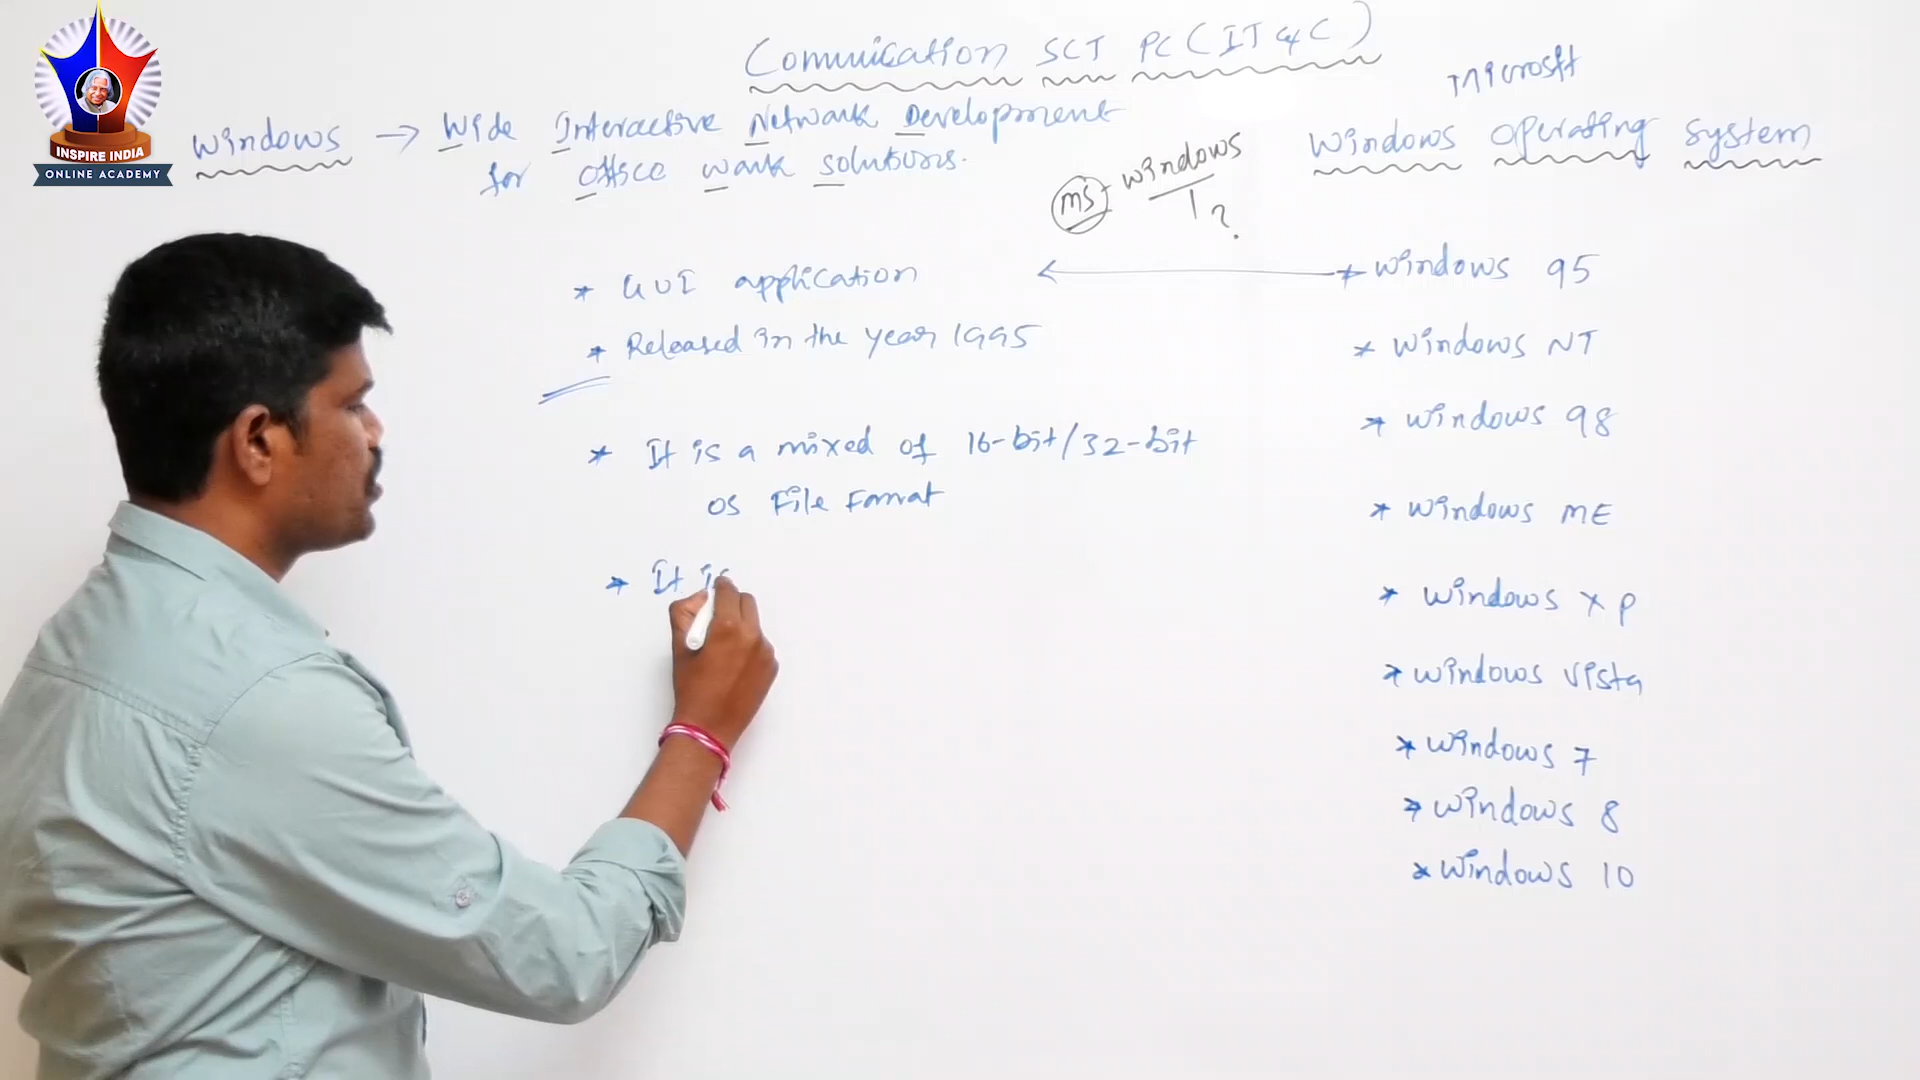 INSPIRE INDIA
ONLINE ACADEMY
Communication SCT PC (IT & C)
Windows → Wide Interactive Network Development
for Office Work Solutions.
MS Windows
1 ?
Microsoft
Windows Operating System
* GUI application
* Released in the year 1995
* It is a mixed of 16-bit/32-bit
OS File Format
* It is
* Windows 95
* Windows NT
* Windows 98
* Windows ME
* Windows XP
* Windows Vista
* Windows 7
* Windows 8
* Windows 10